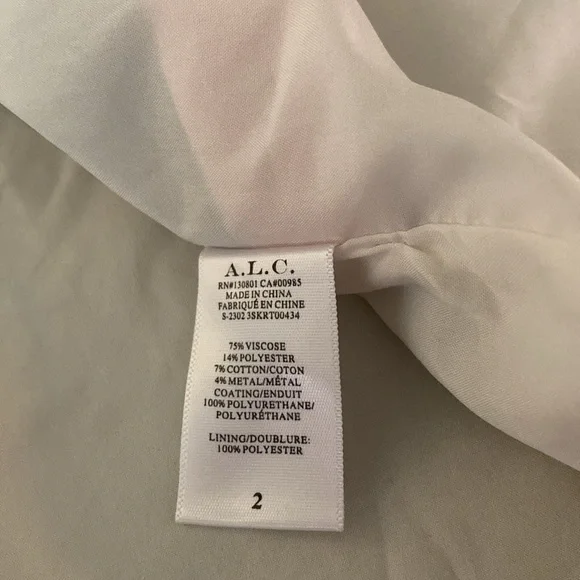 A.L.C.
RN#130801 CA#00985
MADE IN CHINA
FABRIQUÉ EN CHINE
S-2302 3SKRT00434
75% VISCOSE
14% POLYESTER
7% COTTON/COTON
4% METAL/MÉTAL
COATING/ENDUIT
100% POLYURETHANE/
POLYURÉTHANE
LINING/DOUBLURE:
100% POLYESTER
2